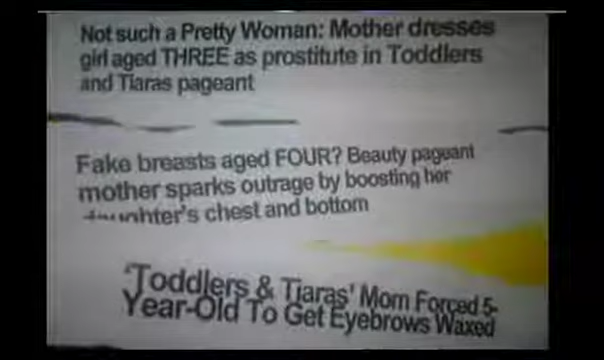 Not such a Pretty Woman: Mother dresses
girl aged THREE as prostitute in Toddlers
and Tiaras pageant
Fake breasts aged FOUR? Beauty pageant
mother sparks outrage by boosting her
daughter's chest and bottom
'Toddlers & Tiaras' Mom Forced 5-
Year-Old To Get Eyebrows Waxed